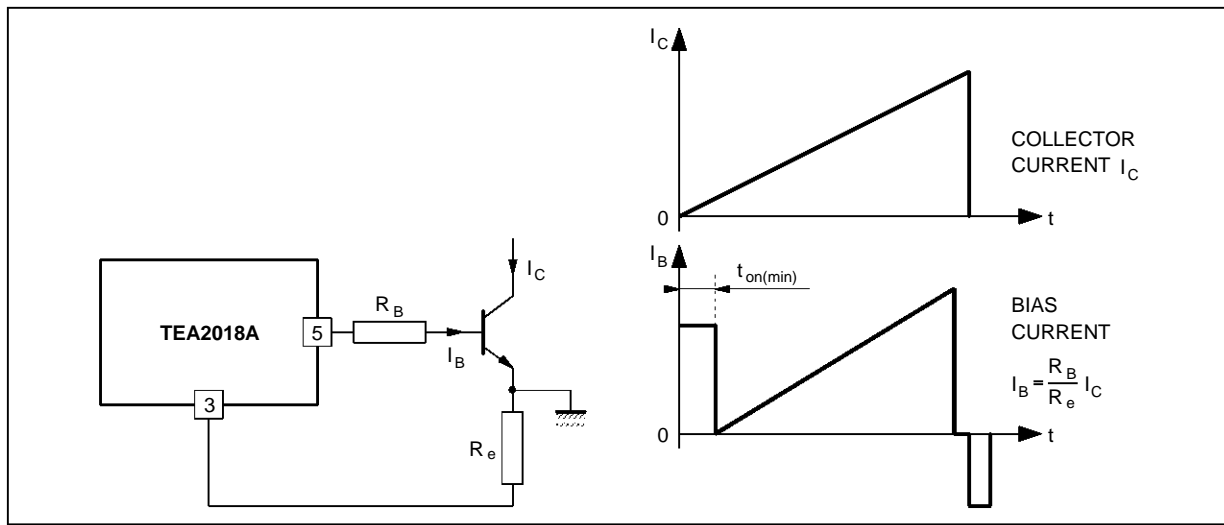 TEA2018A
5
3
R B
I B
I C
R e
I C
0
t
COLLECTOR
CURRENT I C
I B
t on(min)
0
t
BIAS
CURRENT
I B = R B / R e I C